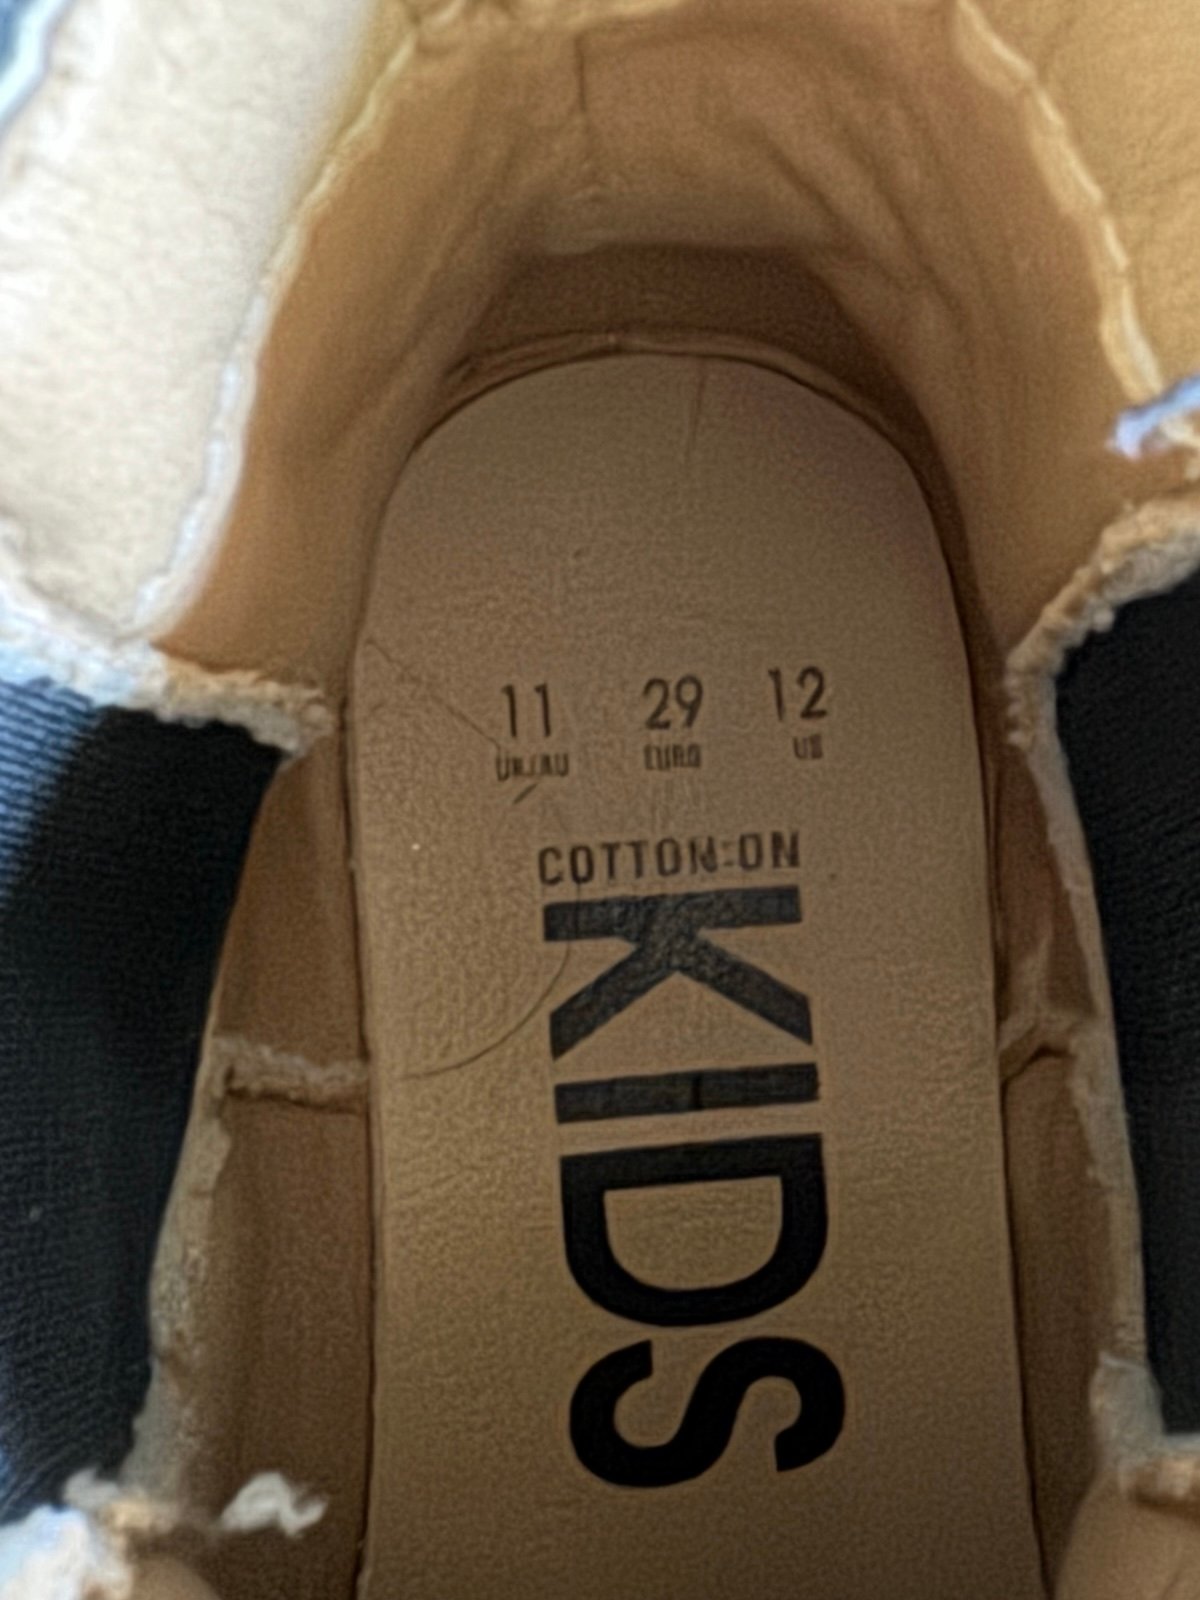 11 29 12
UK/AU EURO US
COTTON:ON
KIDS